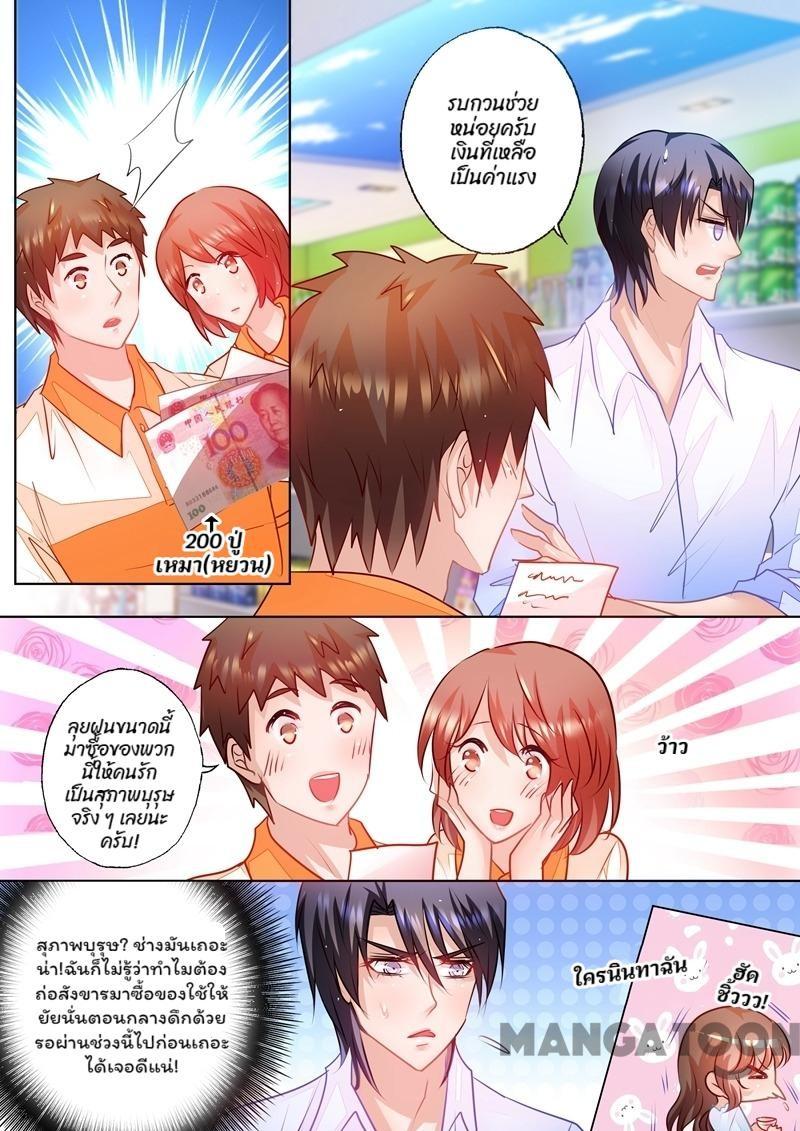 รบกวนช่วย
หน่อยครับ
เงินที่เหลือ
เป็นค่าแรง
中国人民银行
100
100
200 ปู่
เหมา(หยวน)
ลุยฝนขนาดนี้
มาซื้อของพวก
นี้ให้คนรัก
เป็นสุภาพบุรุษ
จริง ๆ เลยนะ
ครับ!
ว้าว
สุภาพบุรุษ? ช่างมันเถอะ
น่า!ฉันก็ไม่รู้ว่าทำไมต้อง
ถ่อสังขารมาซื้อของใช้ให้
ยัยนั่นตอนกลางดึกด้วย
รอผ่านช่วงนี้ไปก่อนเถอะ
ได้เจอดีแน่!
ใครนินทาฉัน
ฮัด
ชิ้ววว!
MANGATOON